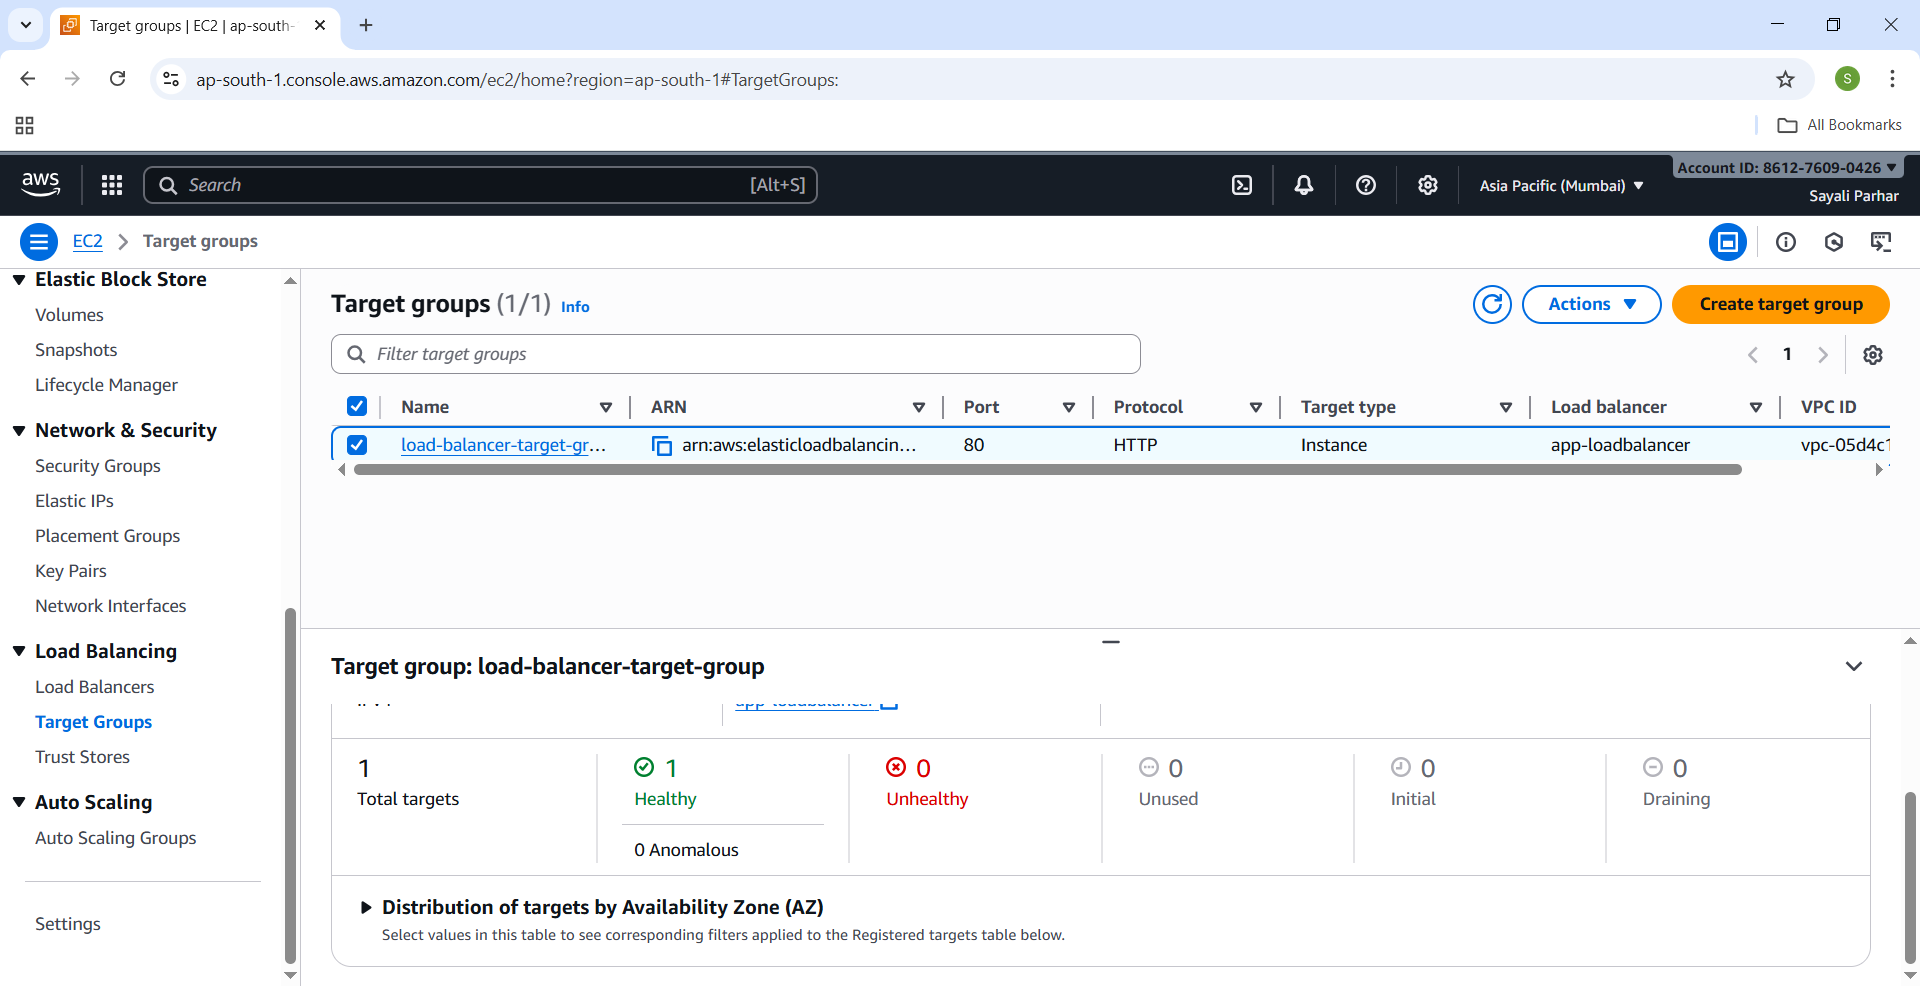 Target groups | EC2 | ap-south-
ap-south-1.console.aws.amazon.com/ec2/home?region=ap-south-1#TargetGroups:
S
All Bookmarks
aws
Search
[Alt+S]
Asia Pacific (Mumbai)
Account ID: 8612-7609-0426
Sayali Parhar
EC2
Target groups
Elastic Block Store
Volumes
Snapshots
Lifecycle Manager
Network & Security
Security Groups
Elastic IPs
Placement Groups
Key Pairs
Network Interfaces
Load Balancing
Load Balancers
Target Groups
Trust Stores
Auto Scaling
Auto Scaling Groups
Settings
Target groups (1/1) Info
Actions
Create target group
Filter target groups
1
Name ARN Port Protocol Target type Load balancer VPC ID
load-balancer-target-gr... arn:aws:elasticloadbalancin... 80 HTTP Instance app-loadbalancer vpc-05d4c1
Target group: load-balancer-target-group
app-loadbalancer
1 1 0 0 0 0
Total targets Healthy Unhealthy Unused Initial Draining
0 Anomalous
Distribution of targets by Availability Zone (AZ)
Select values in this table to see corresponding filters applied to the Registered targets table below.